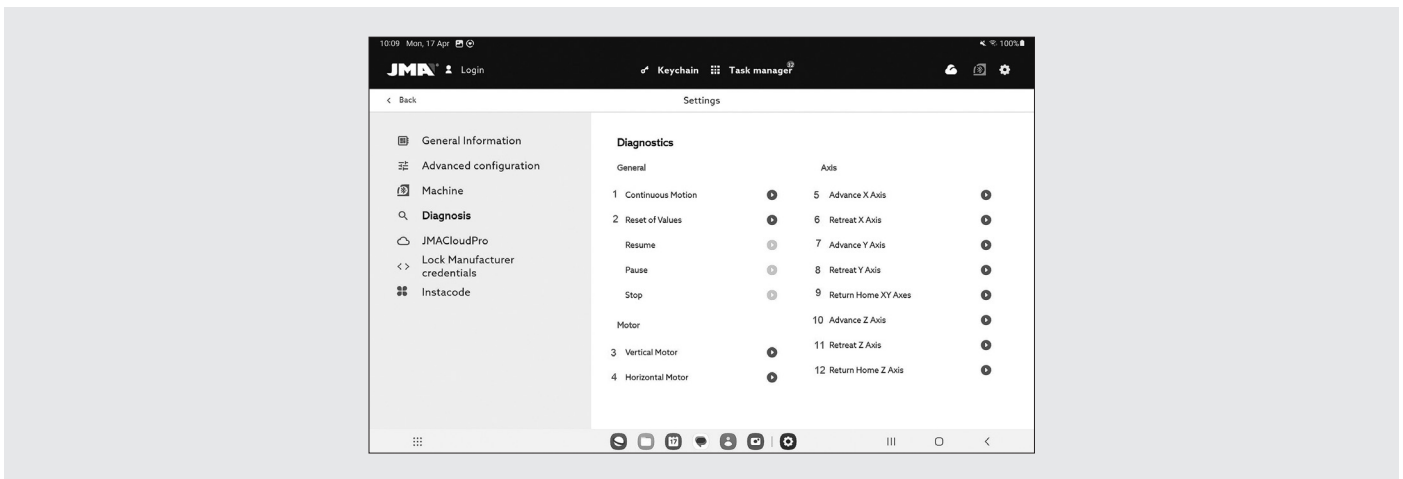 10:09 Mon, 17 Apr
100%
JMA Login
Keychain
Task manager 32
Back
Settings
General Information
Advanced configuration
Machine
Diagnosis
JMACloudPro
Lock Manufacturer
credentials
Instacode
Diagnostics
General
1 Continuous Motion
2 Reset of Values
Resume
Pause
Stop
Motor
3 Vertical Motor
4 Horizontal Motor
Axis
5 Advance X Axis
6 Retreat X Axis
7 Advance Y Axis
8 Retreat Y Axis
9 Return Home XY Axes
10 Advance Z Axis
11 Retreat Z Axis
12 Return Home Z Axis
17